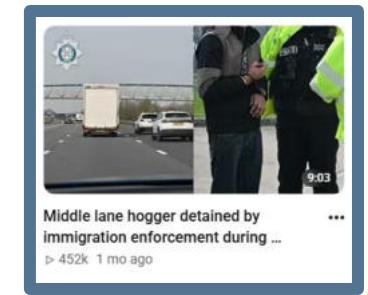 9:03
Middle lane hogger detained by
immigration enforcement during ...
452k 1 mo ago